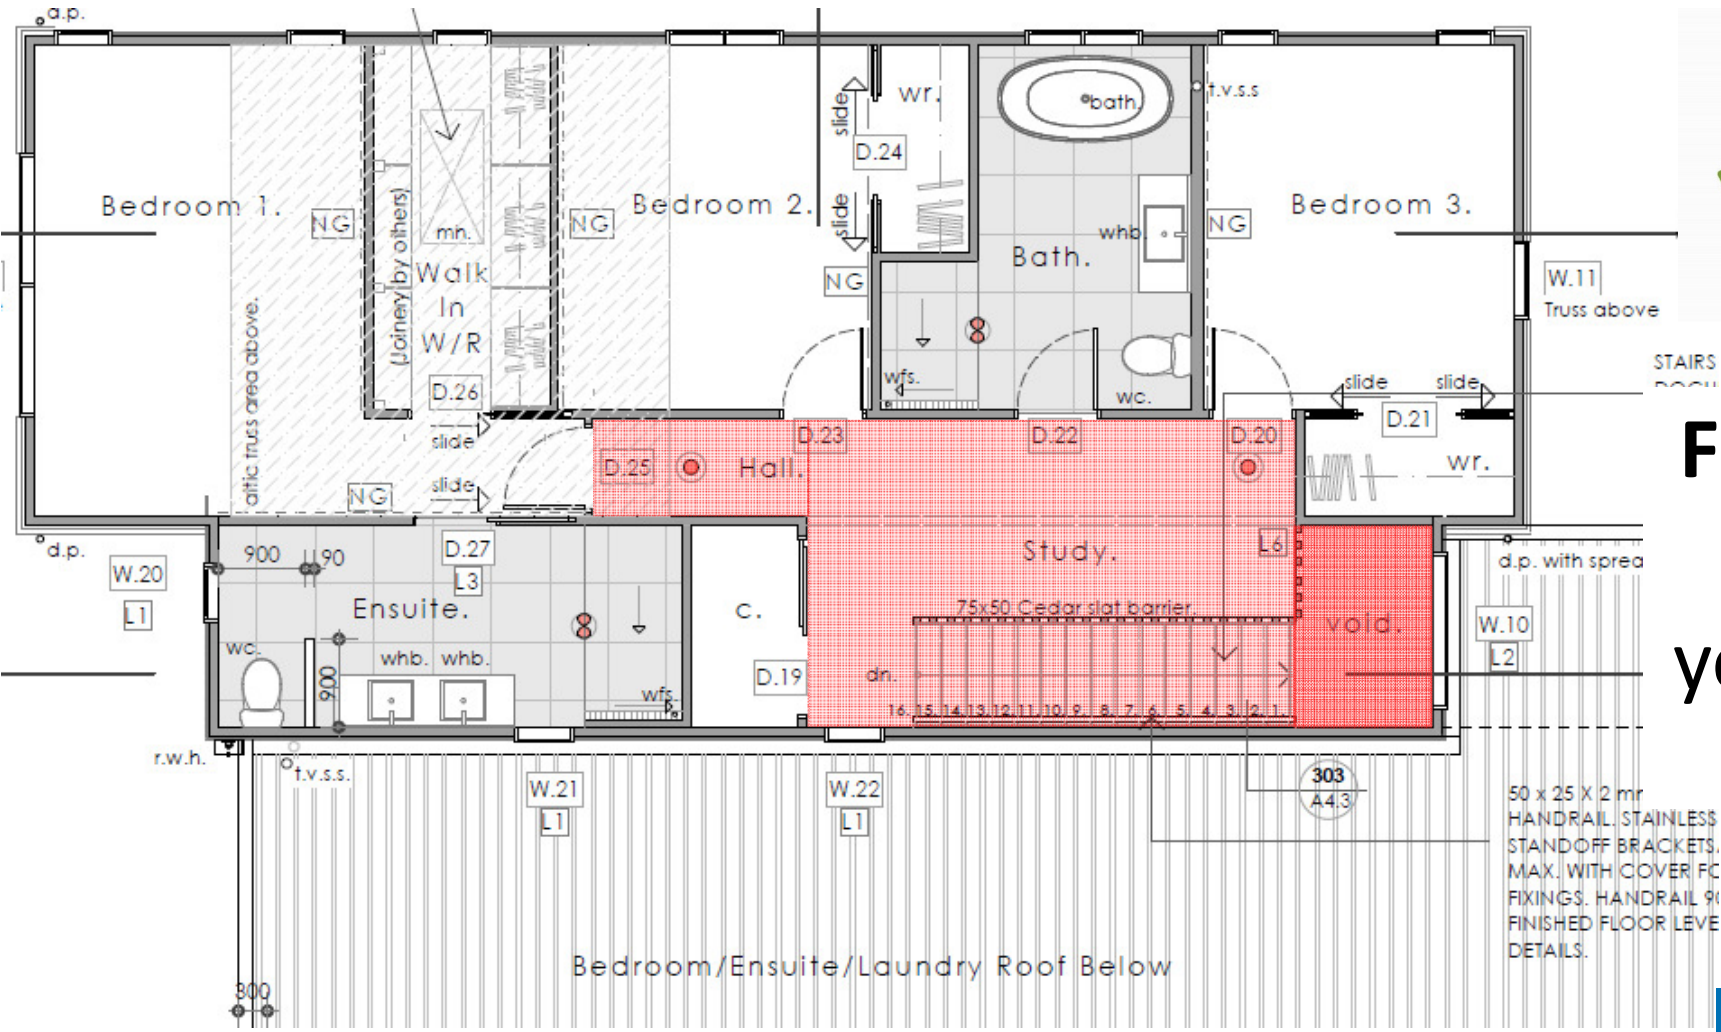 d.p.
slide
wr.
bath.
t.v.s.s
D.24
Bedroom 1.
NG
(Joinery by others)
mh.
Walk
In
W/R
D.26
NG
Bedroom 2.
slide
NG
Bath.
whb.
NG
Bedroom 3.
W.11
Truss above
attic truss area above.
wfs.
wc.
slide
slide
D.21
STAIRS
slide
D.25
Hall.
D.23
D.22
D.20
wr.
F
NG
slide
d.p.
W.20
L1
900
90
D.27
L3
Ensuite.
c.
Study.
L6
d.p. with sprea
75x50 Cedar slat barrier.
void.
W.10
L2
wc.
900
whb.
whb.
wfs.
D.19
dn.
yo
16. 15. 14. 13. 12. 11. 10. 9. 8. 7. 6. 5. 4. 3. 2. 1.
r.w.h.
t.v.s.s.
W.21
L1
W.22
L1
303
A4.3
50 x 25 X 2 mm
HANDRAIL. STAINLESS
STANDOFF BRACKETS.
MAX. WITH COVER FO
FIXINGS. HANDRAIL 90
FINISHED FLOOR LEVE
DETAILS.
Bedroom/Ensuite/Laundry Roof Below
300